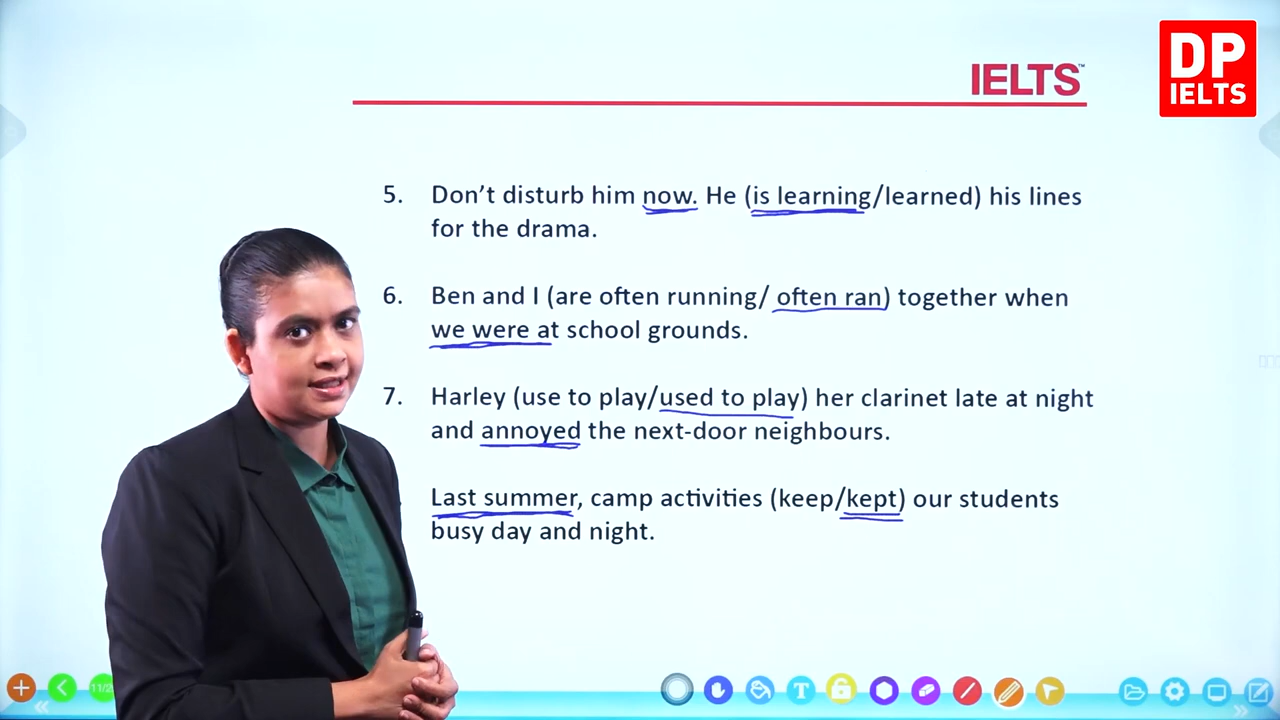 IELTS™
DP
IELTS
5. Don't disturb him now. He (is learning/learned) his lines
for the drama.
6. Ben and I (are often running/ often ran) together when
we were at school grounds.
7. Harley (use to play/used to play) her clarinet late at night
and annoyed the next-door neighbours.
Last summer, camp activities (keep/kept) our students
busy day and night.
T